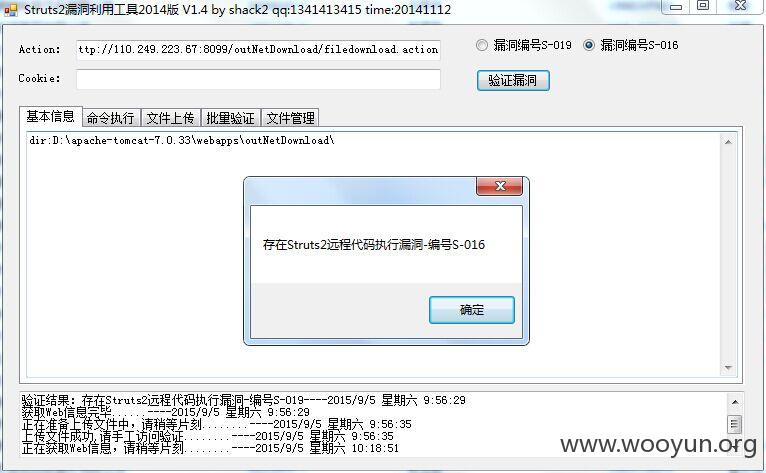 Struts2漏洞利用工具2014版 V1.4 by shack2 qq:1341413415 time:20141112
Action: ttp://110.249.223.67:8099/outNetDownload/filedownload.action
漏洞编号S-019 漏洞编号S-016
Cookie:
验证漏洞
基本信息 命令执行 文件上传 批量验证 文件管理
dir:D:\apache-tomcat-7.0.33\webapps\outNetDownload\
存在Struts2远程代码执行漏洞-编号S-016
确定
验证结果：存在Struts2远程代码执行漏洞-编号S-019----2015/9/5 星期六 9:56:29
获取Web信息完毕......----2015/9/5 星期六 9:56:29
正在准备上传文件中，请稍等片刻........----2015/9/5 星期六 9:56:35
上传文件成功,请手工访问验证........----2015/9/5 星期六 9:56:35
正在获取Web信息，请稍等片刻........----2015/9/5 星期六 10:18:51
www.wooyun.org